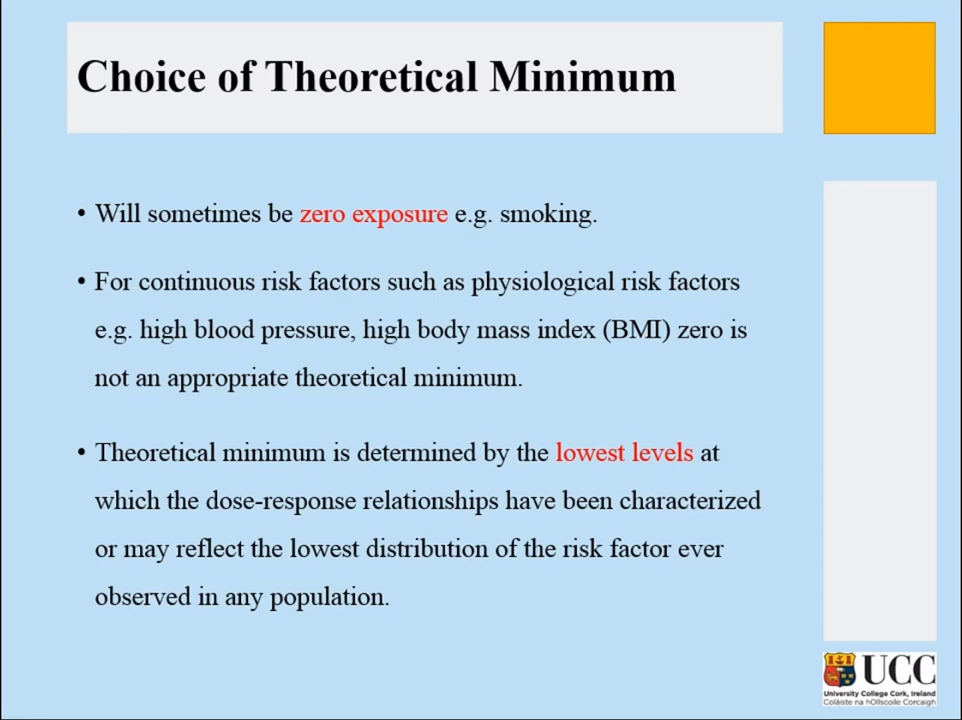 Choice of Theoretical Minimum
• Will sometimes be zero exposure e.g. smoking.
• For continuous risk factors such as physiological risk factors
e.g. high blood pressure, high body mass index (BMI) zero is
not an appropriate theoretical minimum.
• Theoretical minimum is determined by the lowest levels at
which the dose-response relationships have been characterized
or may reflect the lowest distribution of the risk factor ever
observed in any population.
UCC
University College Cork, Ireland
Coláiste na hOllscoile Corcaigh